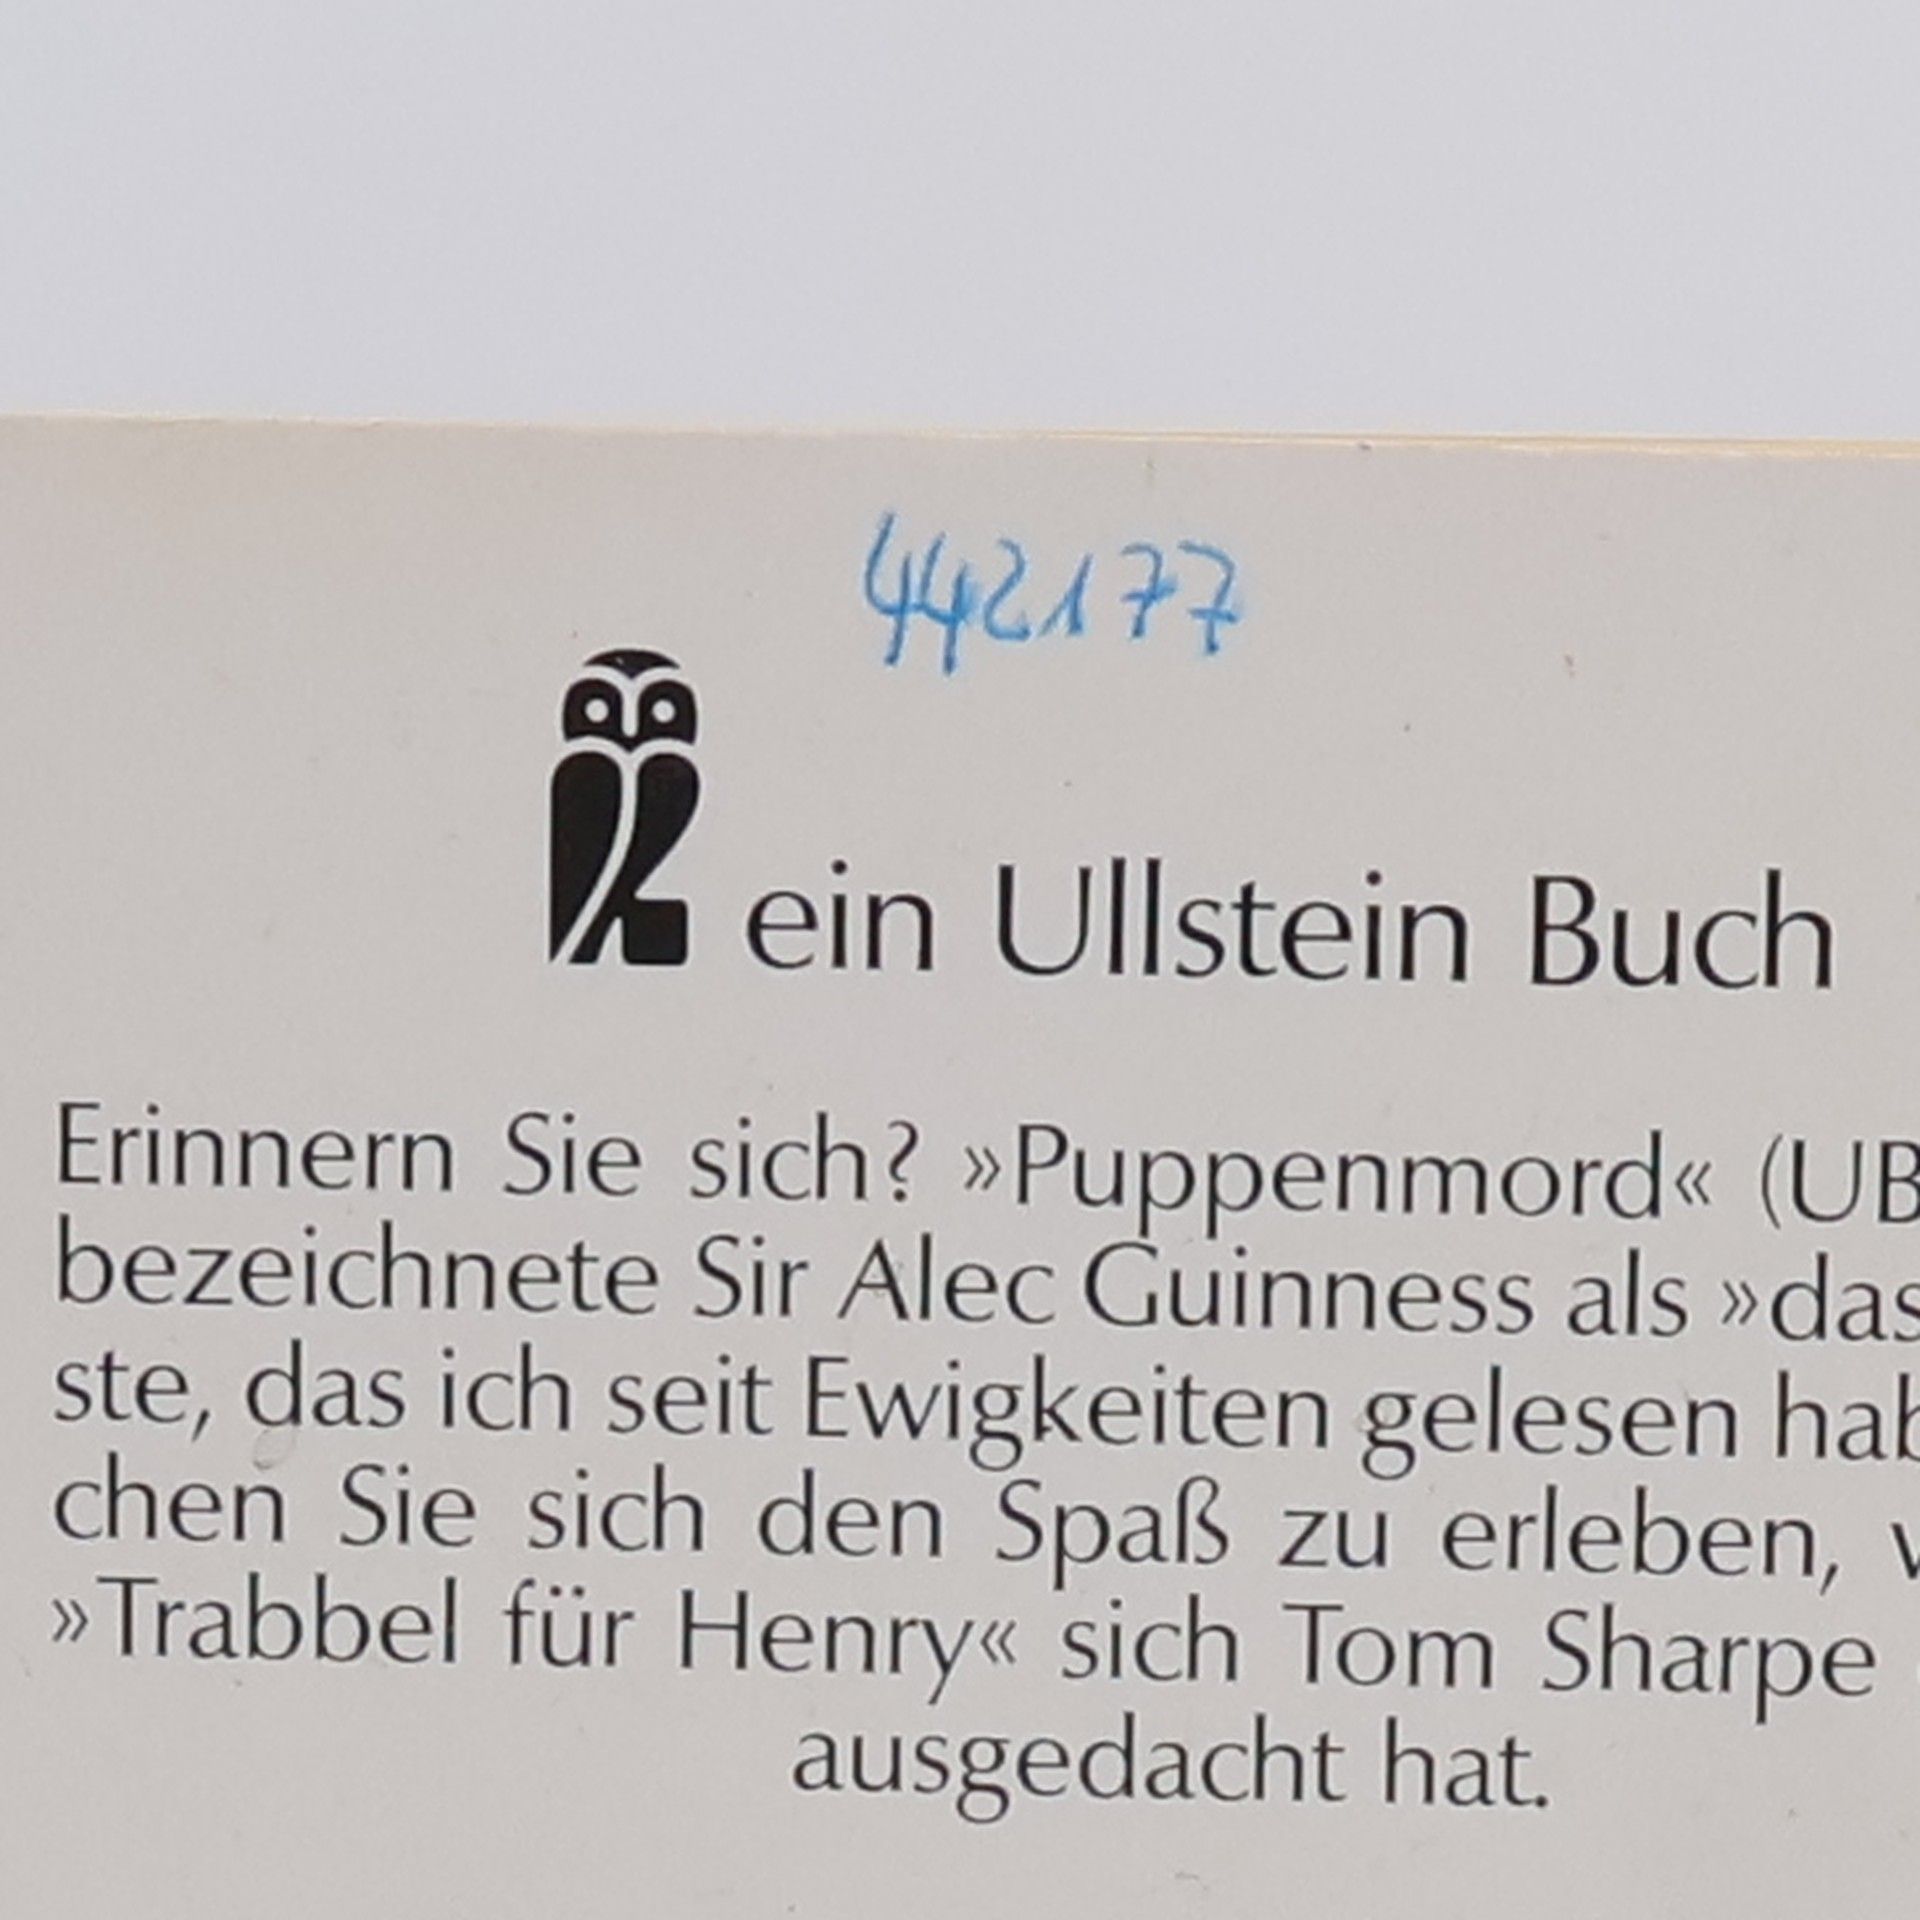 442177
ein Ullstein Buch
Erinnern Sie sich? »Puppenmord« (UB
bezeichnete Sir Alec Guinness als »das
ste, das ich seit Ewigkeiten gelesen hab
chen Sie sich den Spaß zu erleben,
»Trabbel für Henry« sich Tom Sharpe
ausgedacht hat.